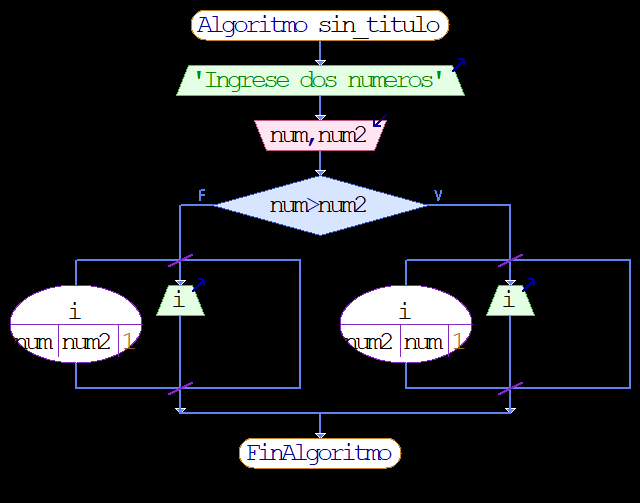 Algoritmo sin_titulo
'Ingrese dos numeros'
num,num2
F
V
num>num2
i
num num2 1
i
i
num2 num 1
i
FinAlgoritmo